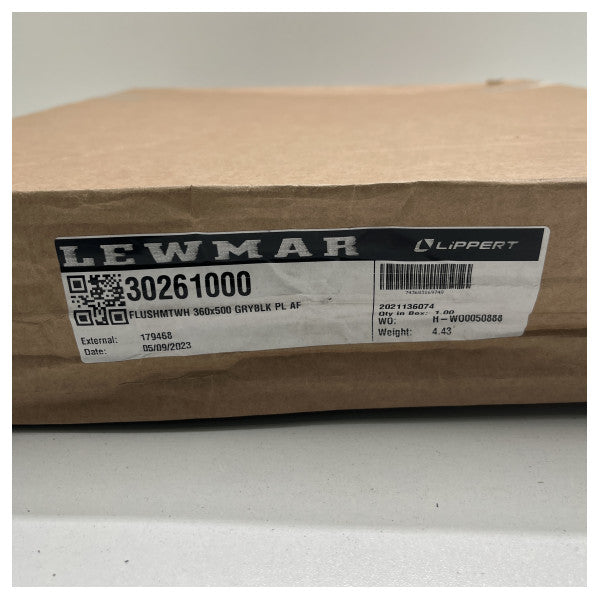 LEWMAR
LIPPERT
30261000
FLUSHMTWH 360x500 GRYBLK PL AF
External: 179468
Date: 05/09/2023
2021136074
Qty in Box: 1.00
WO: H-WO0050888
Weight: 4.43